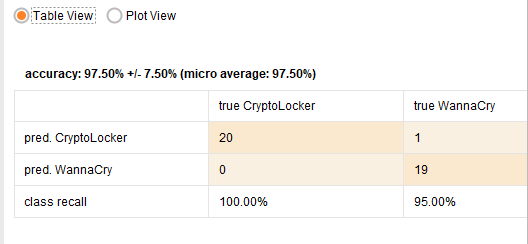 Table View Plot View
accuracy: 97.50% +/- 7.50% (micro average: 97.50%)
true CryptoLocker true WannaCry
pred. CryptoLocker 20 1
pred. WannaCry 0 19
class recall 100.00% 95.00%